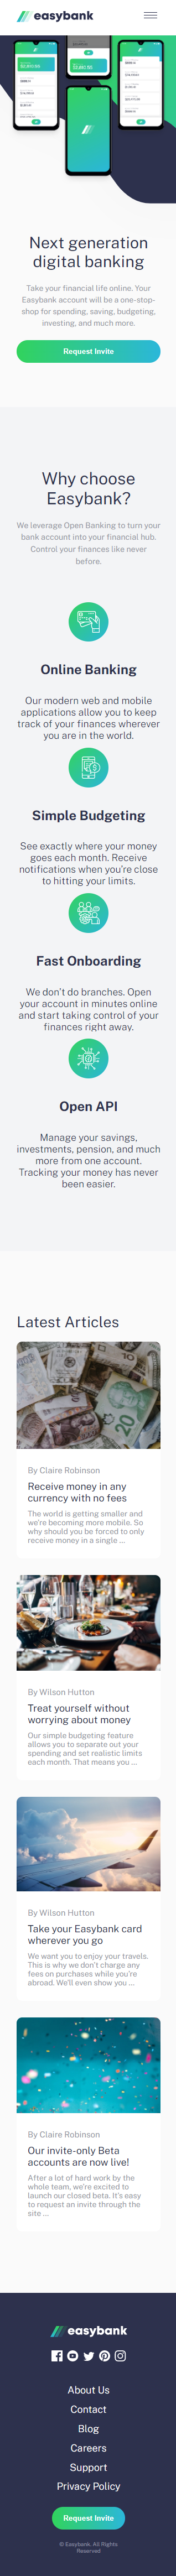 easybank
Next generation
digital banking
Take your financial life online. Your
Easybank account will be a one-stop-
shop for spending, saving, budgeting,
investing, and much more.
Request Invite
Why choose
Easybank?
We leverage Open Banking to turn your
bank account into your financial hub.
Control your finances like never
before.
Online Banking
Our modern web and mobile
applications allow you to keep
track of your finances wherever
you are in the world.
Simple Budgeting
See exactly where your money
goes each month. Receive
notifications when you're close
to hitting your limits.
Fast Onboarding
We don't do branches. Open
your account in minutes online
and start taking control of your
finances right away.
Open API
Manage your savings,
investments, pension, and much
more from one account.
Tracking your money has never
been easier.
Latest Articles
By Claire Robinson
Receive money in any
currency with no fees
The world is getting smaller and
we're becoming more mobile. So
why should you be forced to only
receive money in a single ...
By Wilson Hutton
Treat yourself without
worrying about money
Our simple budgeting feature
allows you to separate out your
spending and set realistic limits
each month. That means you ...
By Wilson Hutton
Take your Easybank card
wherever you go
We want you to enjoy your travels.
This is why we don't charge any
fees on purchases while you're
abroad. We'll even show you ...
By Claire Robinson
Our invite-only Beta
accounts are now live!
After a lot of hard work by the
whole team, we're excited to
launch our closed beta. It's easy
to request an invite through the
site ...
easybank
About Us
Contact
Blog
Careers
Support
Privacy Policy
Request Invite
© Easybank. All Rights
Reserved